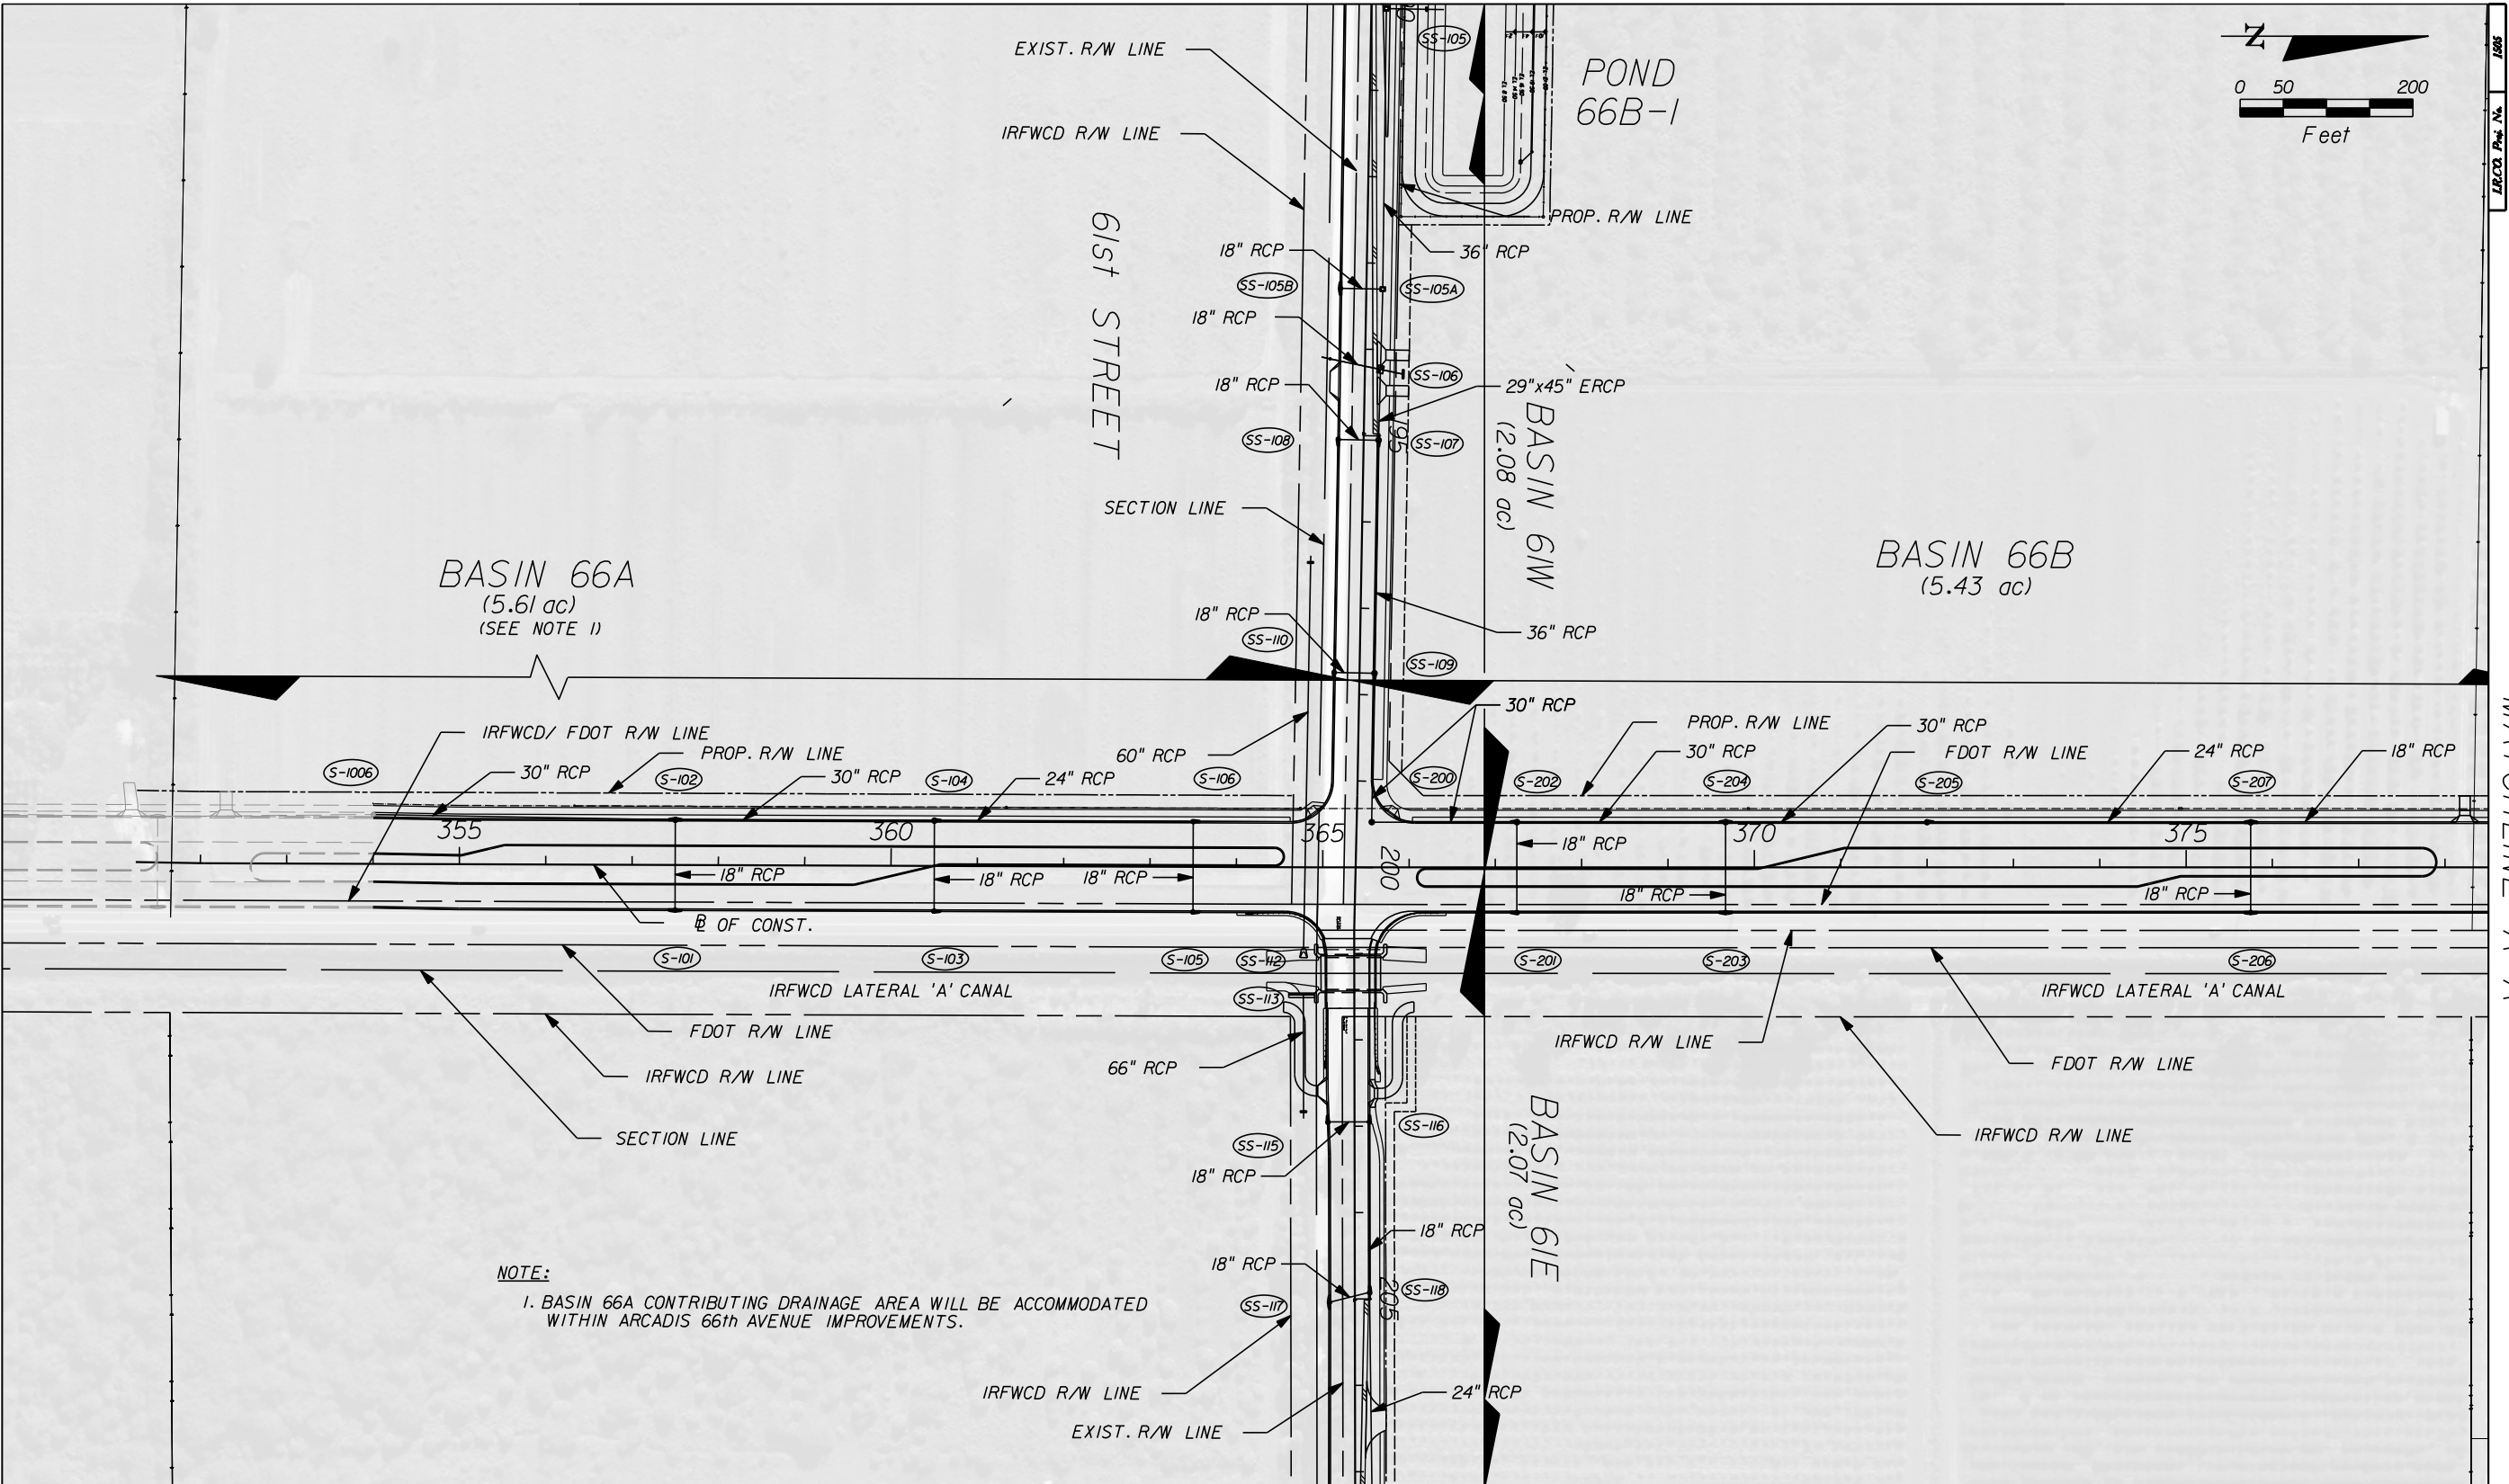 EXIST. R/W LINE
IRFWCD R/W LINE
SS-105
POND
66B-1
N
0 50 200
Feet
I.R.CO. Proj. No. 1505
PROP. R/W LINE
36" RCP
61st STREET
18" RCP
SS-105B
SS-105A
18" RCP
SS-106
18" RCP
29"x45" ERCP
SS-108
SS-107
195
BASIN 61W
(2.08 ac)
SECTION LINE
BASIN 66A
(5.61 ac)
(SEE NOTE 1)
BASIN 66B
(5.43 ac)
18" RCP
SS-110
36" RCP
SS-109
30" RCP
IRFWCD/ FDOT R/W LINE
PROP. R/W LINE
60" RCP
PROP. R/W LINE
30" RCP
30" RCP
FDOT R/W LINE
24" RCP
18" RCP
S-1006
30" RCP
S-102
30" RCP
S-104
24" RCP
S-106
S-200
S-202
S-204
S-205
S-207
355
360
365
370
375
200
18" RCP
18" RCP
18" RCP
18" RCP
18" RCP
18" RCP
℄ OF CONST.
S-101
S-103
S-105
SS-112
S-201
S-203
S-206
IRFWCD LATERAL 'A' CANAL
SS-113
IRFWCD LATERAL 'A' CANAL
FDOT R/W LINE
IRFWCD R/W LINE
66" RCP
FDOT R/W LINE
IRFWCD R/W LINE
SECTION LINE
SS-115
SS-116
IRFWCD R/W LINE
18" RCP
BASIN 61E
(2.07 ac)
18" RCP
18" RCP
SS-117
SS-118
205
NOTE:
1. BASIN 66A CONTRIBUTING DRAINAGE AREA WILL BE ACCOMMODATED
WITHIN ARCADIS 66th AVENUE IMPROVEMENTS.
IRFWCD R/W LINE
24" RCP
EXIST. R/W LINE